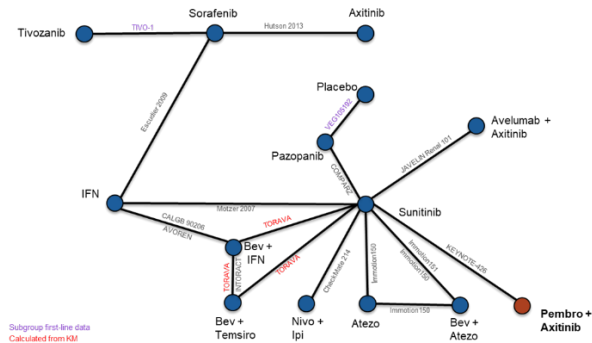 Sorafenib
Axitinib
Tivozanib
TIVO-1
Hutson 2013
Escudier 2009
Placebo
VEG105192
Avelumab +
Axitinib
Pazopanib
JAVELIN Renal 101
COMPARZ
IFN
Motzer 2007
Sunitinib
CALGB 90206
AVOREN
TORAVA
KEYNOTE-426
Bev +
IFN
TORAVA
TORAVA
INTORACT
CheckMate 214
Immotion150
Immotion151
Immotion150
Immotion150
Bev +
Temsiro
Nivo +
Ipi
Atezo
Bev +
Atezo
Pembro +
Axitinib
Subgroup first-line data
Calculated from KM